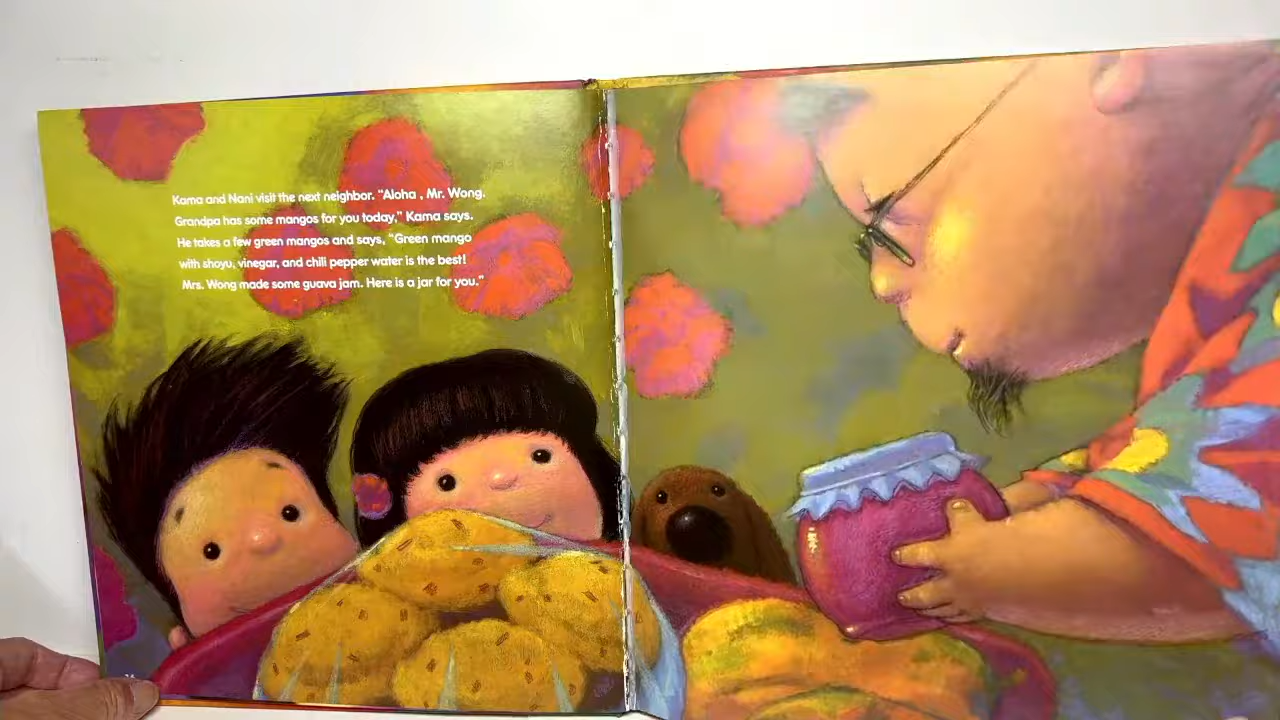 Kama and Nani visit the next neighbor. "Aloha , Mr. Wong.
Grandpa has some mangos for you today," Kama says.
He takes a few green mangos and says, "Green mango
with shoyu, vinegar, and chili pepper water is the best!
Mrs. Wong made some guava jam. Here is a jar for you."